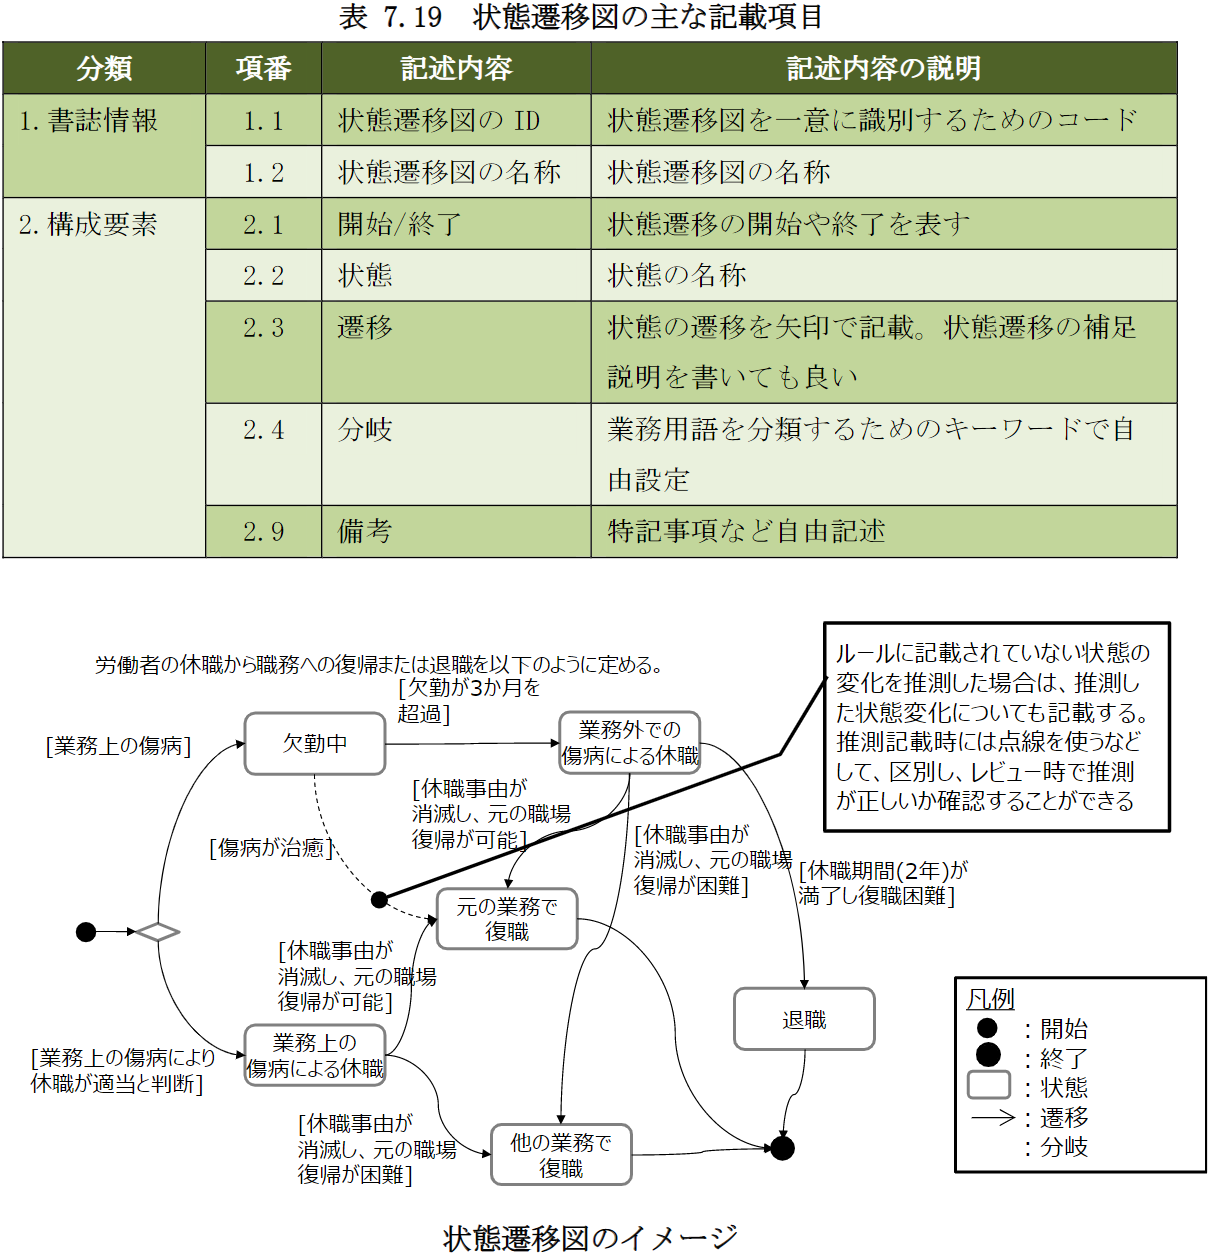 表 7.19　状態遷移図の主な記載項目
分類 項番 記述内容 記述内容の説明
1.書誌情報 1.1 状態遷移図の ID 状態遷移図を一意に識別するためのコード
1.2 状態遷移図の名称 状態遷移図の名称
2.構成要素 2.1 開始/終了 状態遷移の開始や終了を表す
2.2 状態 状態の名称
2.3 遷移 状態の遷移を矢印で記載。状態遷移の補足
説明を書いても良い
2.4 分岐 業務用語を分類するためのキーワードで自
由設定
2.9 備考 特記事項など自由記述
労働者の休職から職務への復帰または退職を以下のように定める。
ルールに記載されていない状態の
変化を推測した場合は、推測し
た状態変化についても記載する。
推測記載時には点線を使うなど
して、区別し、レビュー時で推測
が正しいか確認することができる
[欠勤が3か月を
超過]
[業務上の傷病]
欠勤中
業務外での
傷病による休職
[休職事由が
消滅し、元の職場
復帰が可能]
[傷病が治癒]
[休職事由が
消滅し、元の職場
復帰が困難]
[休職期間(2年)が
満了し復職困難]
元の業務で
復職
[休職事由が
消滅し、元の職場
復帰が可能]
退職
業務上の
傷病による休職
[業務上の傷病により
休職が適当と判断]
[休職事由が
消滅し、元の職場
復帰が困難]
他の業務で
復職
凡例
：開始
：終了
：状態
：遷移
：分岐
状態遷移図のイメージ